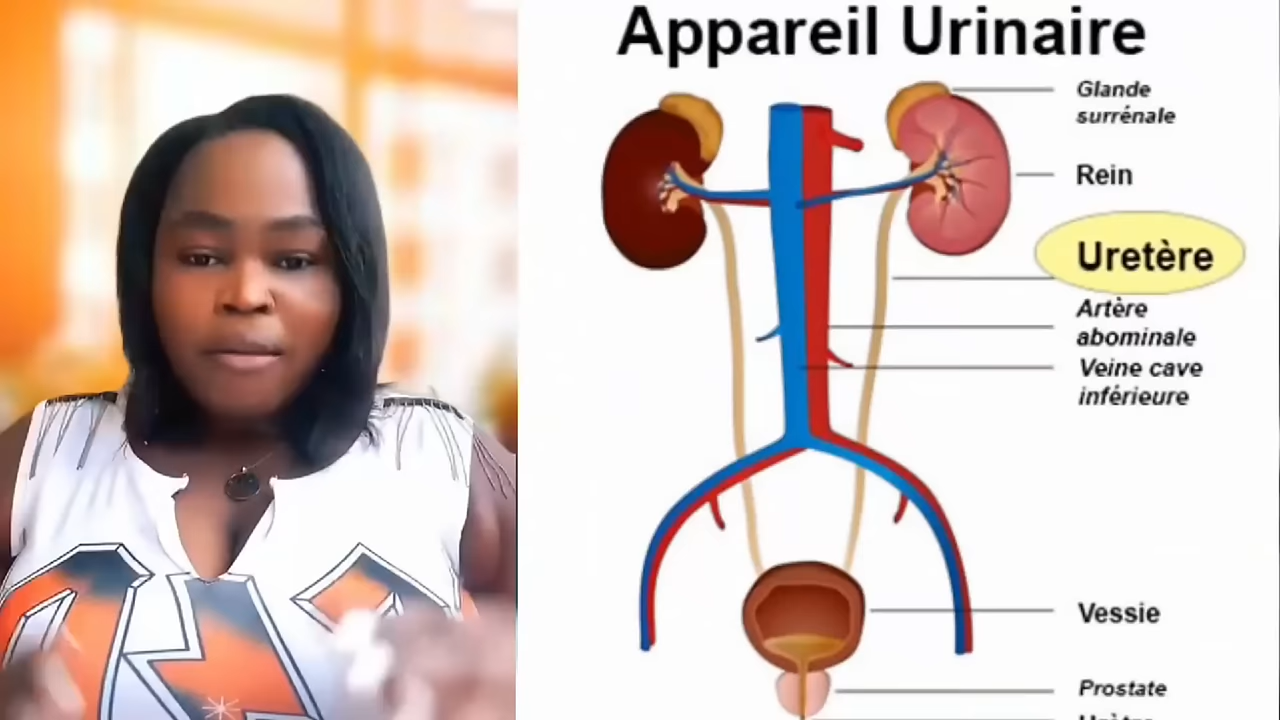 Appareil Urinaire
Glande
surrénale
Rein
Uretère
Artère
abominale
Veine cave
inférieure
Vessie
Prostate